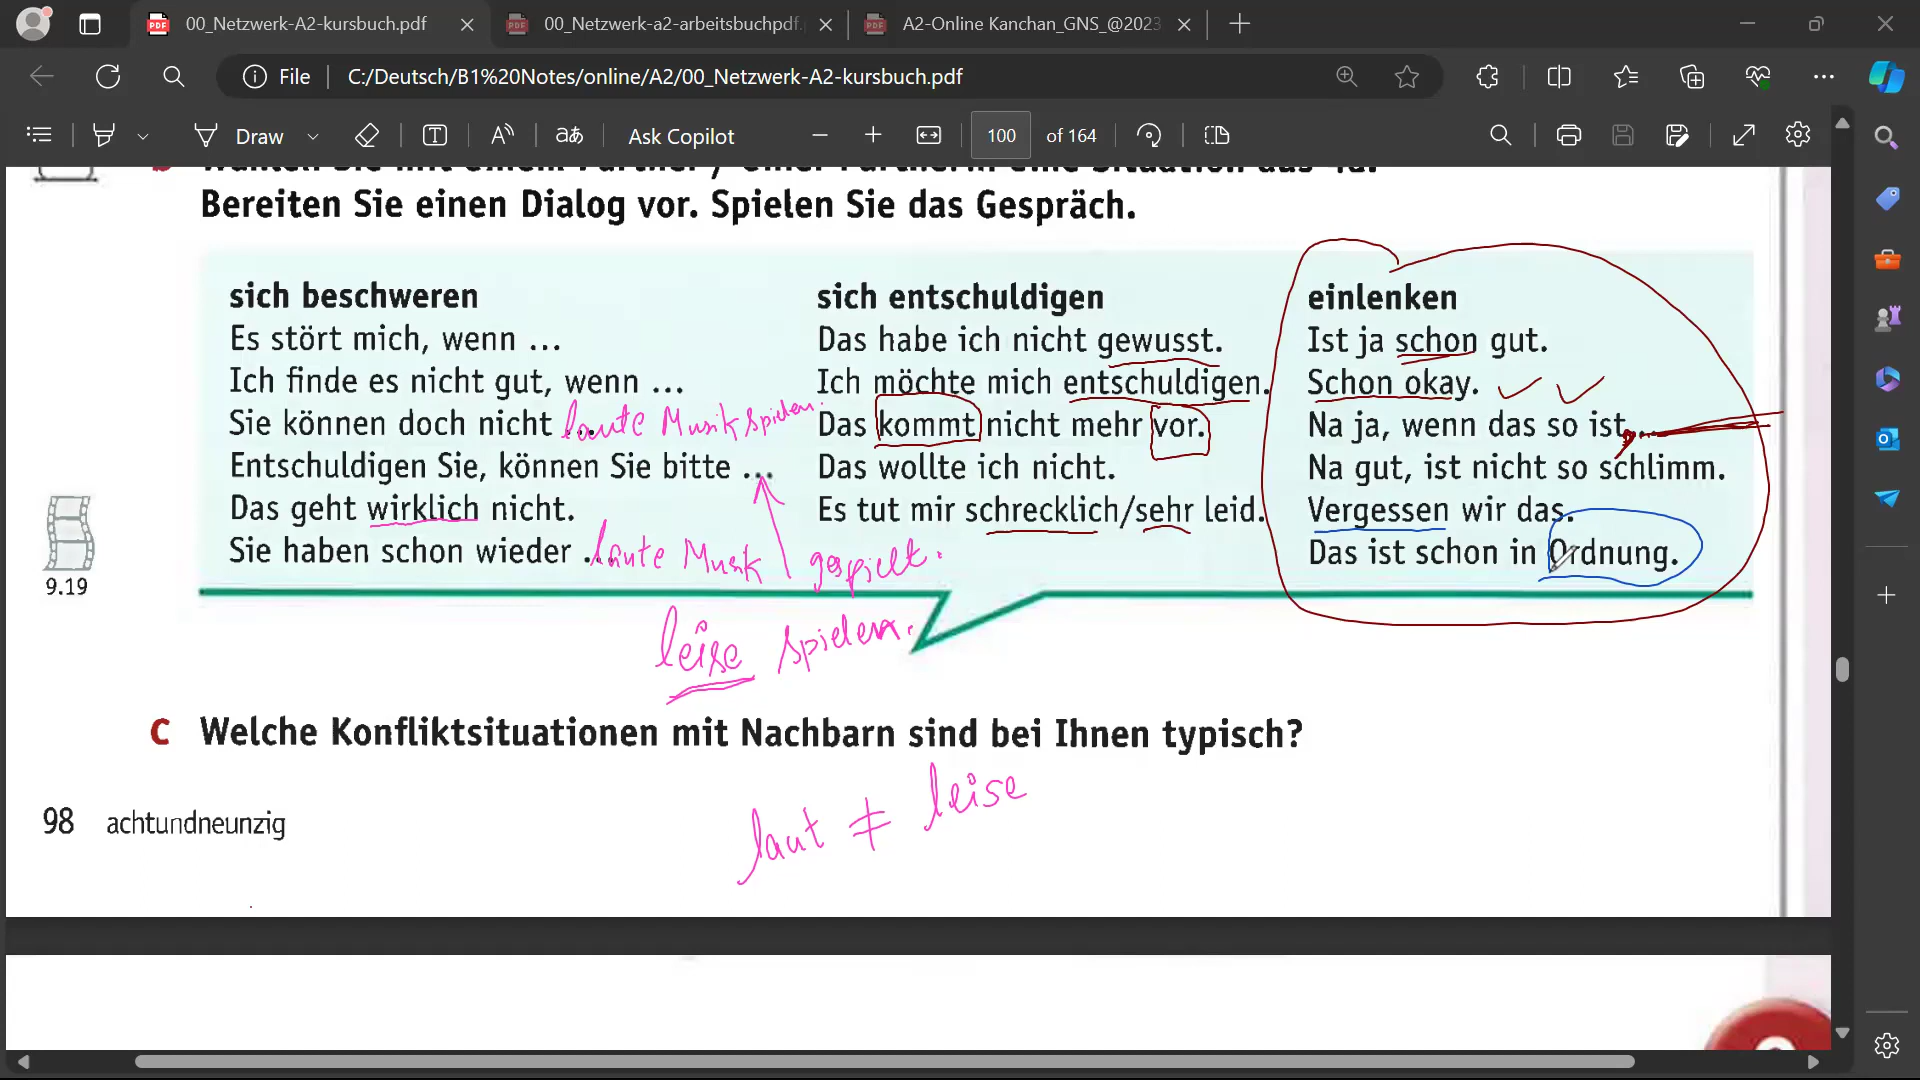 00_Netzwerk-A2-kursbuch.pdf
00_Netzwerk-a2-arbeitsbuchpdf.
A2-Online Kanchan_GNS_@2023
File
C:/Deutsch/B1%20Notes/online/A2/00_Netzwerk-A2-kursbuch.pdf
Draw
Ask Copilot
100 of 164
Bereiten Sie einen Dialog vor. Spielen Sie das Gespräch.
sich beschweren
Es stört mich, wenn ...
Ich finde es nicht gut, wenn ...
Sie können doch nicht ... laute Musik spielen.
Entschuldigen Sie, können Sie bitte ...
Das geht wirklich nicht.
Sie haben schon wieder ... laute Musik gespielt.
leise spielen.
sich entschuldigen
Das habe ich nicht gewusst.
Ich möchte mich entschuldigen.
Das kommt nicht mehr vor.
Das wollte ich nicht.
Es tut mir schrecklich/sehr leid.
einlenken
Ist ja schon gut.
Schon okay.
Na ja, wenn das so ist, ...
Na gut, ist nicht so schlimm.
Vergessen wir das.
Das ist schon in Ordnung.
9.19
C Welche Konfliktsituationen mit Nachbarn sind bei Ihnen typisch?
laut ≠ leise
98 achtundneunzig